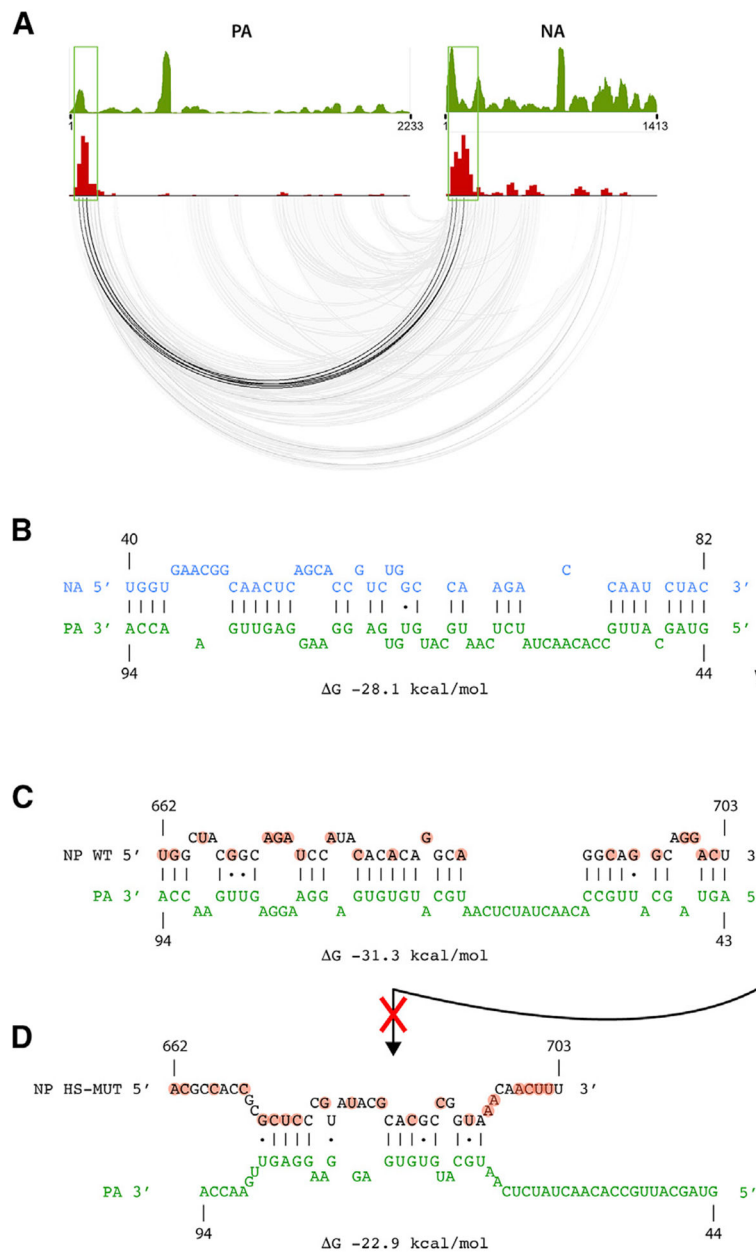 A
PA NA
1 2233 1 1413
B
40 82
GAACGG AGCA G UG C
NA 5′ UGGU CAACUC CC UC GC CA AGA CAAU CUAC 3′
PA 3′ ACCA GUUGAG GG AG UG GU UCU GUUA GAUG 5′
A GAA UG UAC AAC AUCAACACC C
94 44
ΔG -28.1 kcal/mol
C
662 703
CUA AGA AUA G AGG
NP WT 5′ UGG CGGC UCC CACACA GCA GGCAG GC ACU 3
PA 3′ ACC GUUG AGG GUGUGU CGU CCGUU CG UGA 5
AA AGGA A A AACUCUAUCAACA A A
94 43
ΔG -31.3 kcal/mol
D
662 703
NP HS-MUT 5′ ACGCCACC CAACUUU 3′
GC CG AUACG CG AA
GCUCC U CACGC GUA
UGAGG G GUGUG CGU
GU AA GA UA AA
PA 3′ ACCAA CUCUAUCAACACCGUUACGAUG 5′
94 44
ΔG -22.9 kcal/mol